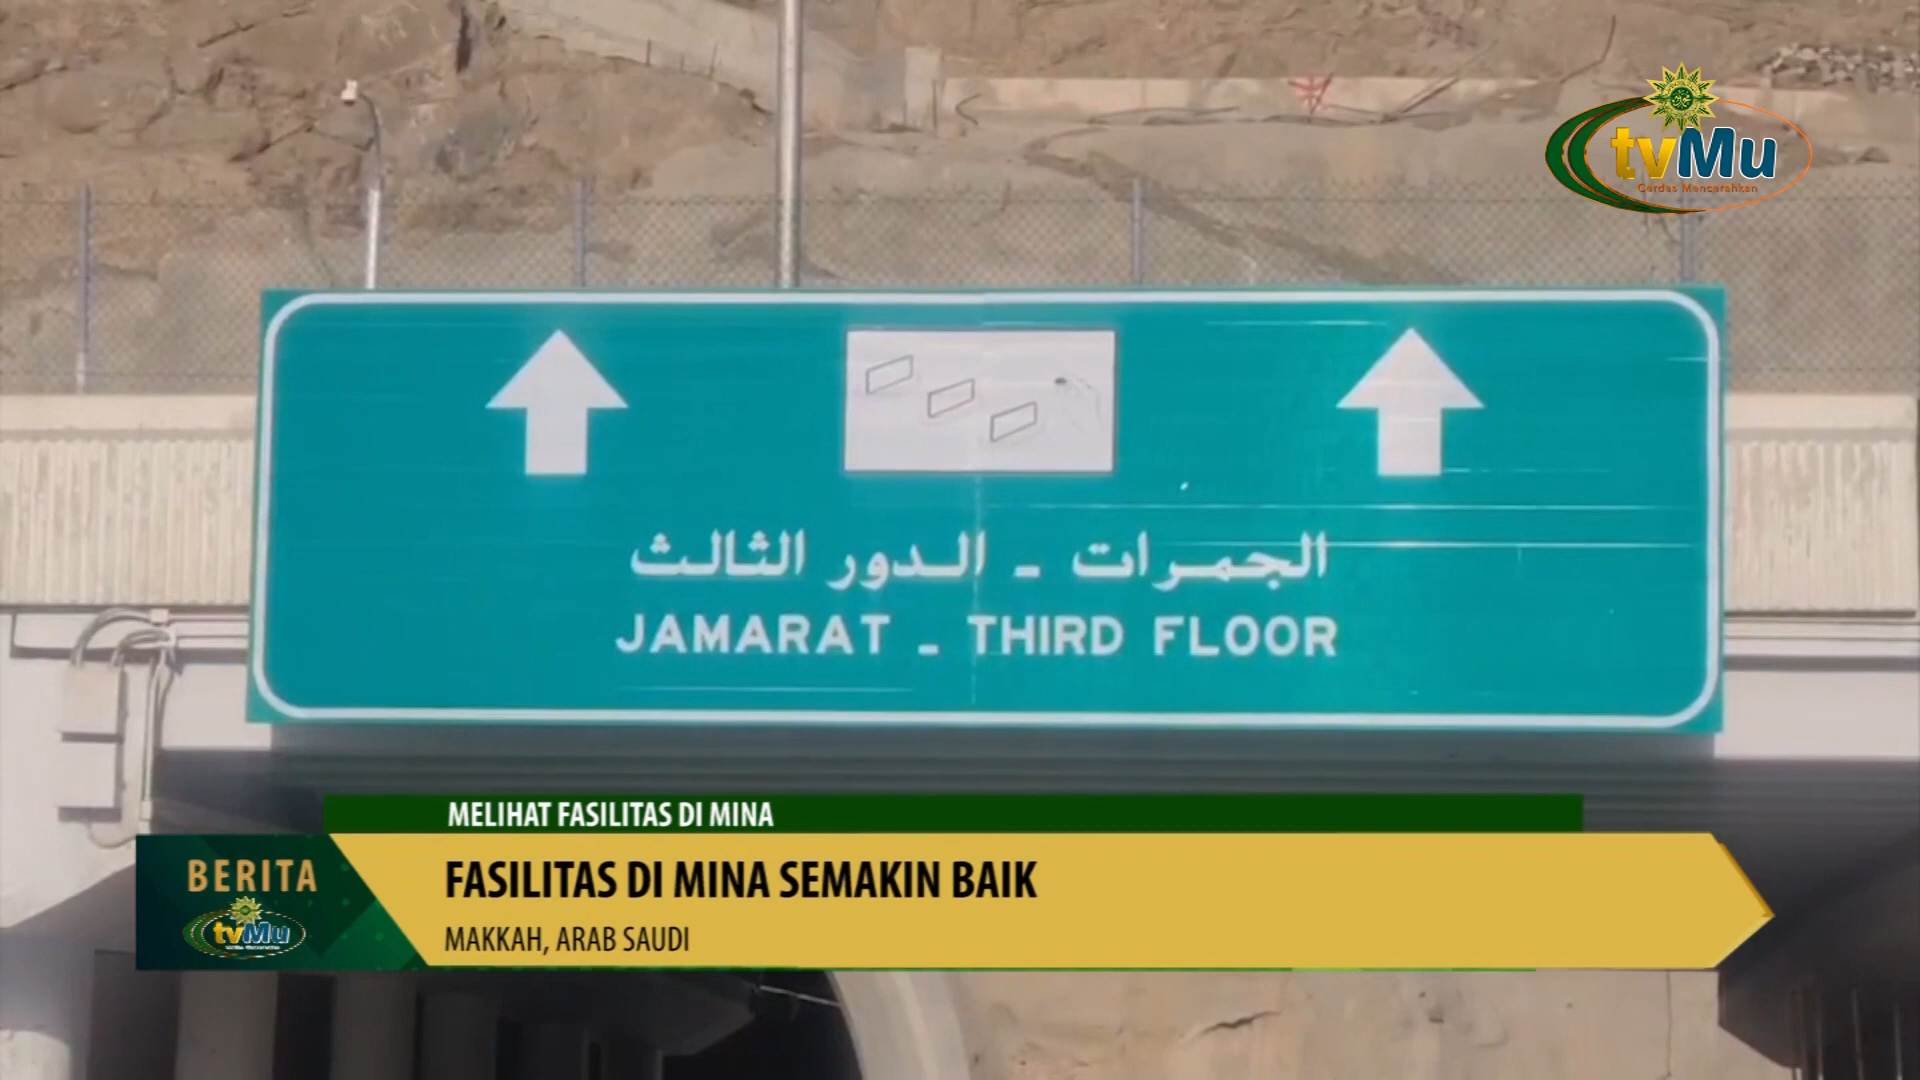 tvMu
Cerdas Mencerahkan
الجمرات - الدور الثالث
JAMARAT - THIRD FLOOR
MELIHAT FASILITAS DI MINA
BERITA
tvMu
FASILITAS DI MINA SEMAKIN BAIK
MAKKAH, ARAB SAUDI